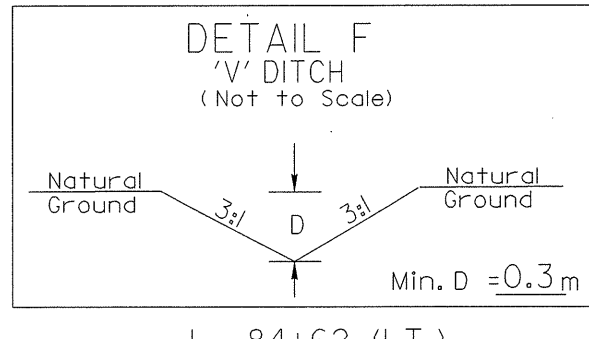 DETAIL F
'V' DITCH
(Not to Scale)
Natural
Ground
3:1
D
3:1
Natural
Ground
Min. D = 0.3 m